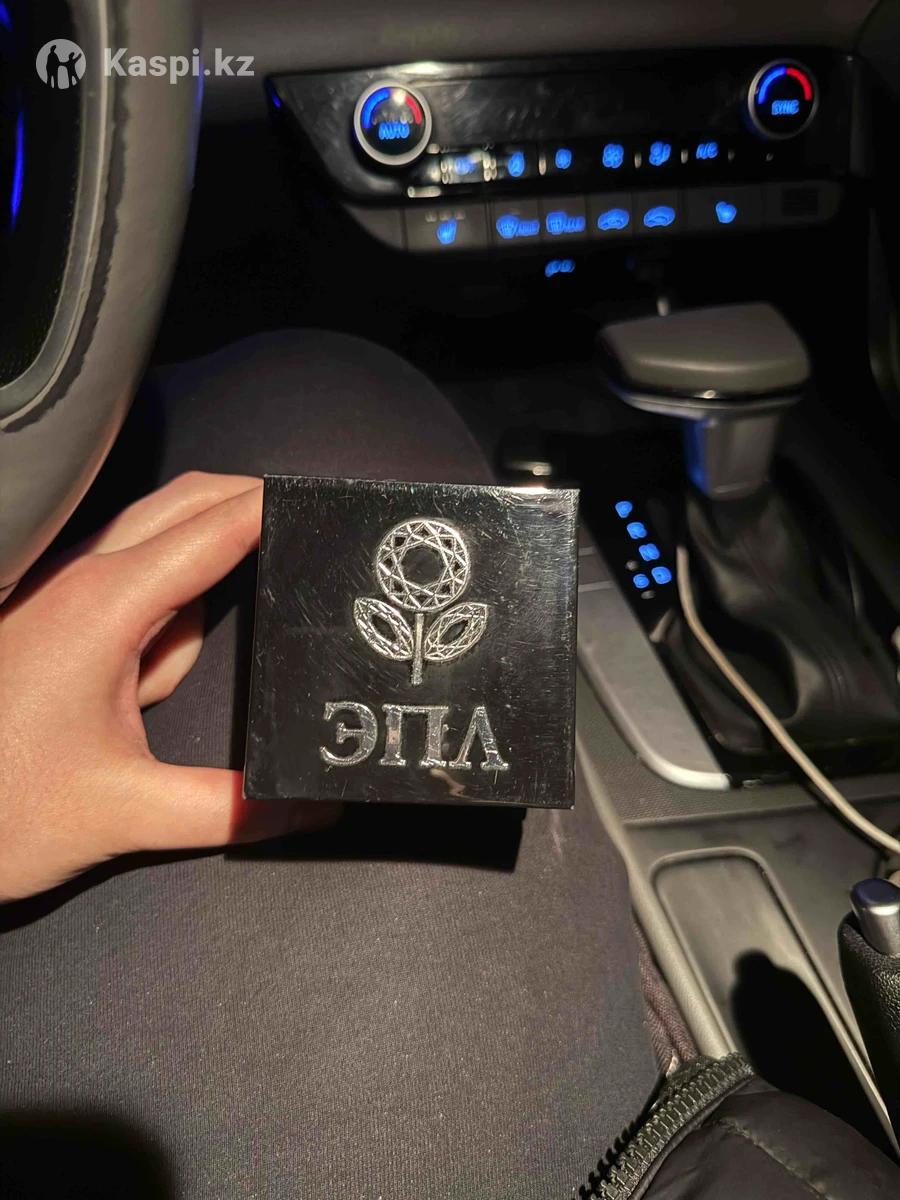 Kaspi.kz
AUTO
SYNC
A/C
ЭПЛ